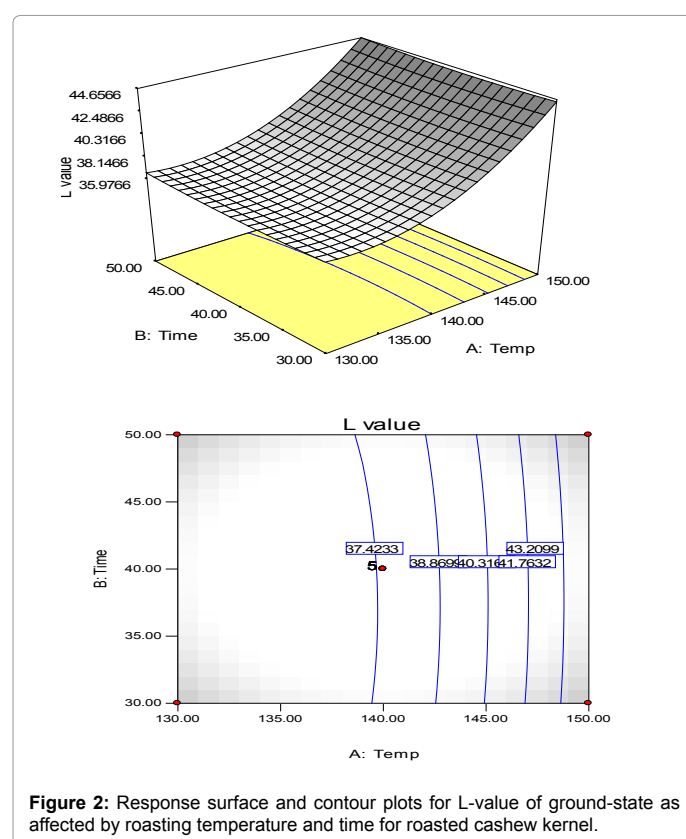 44.6566
42.4866
40.3166
38.1466
35.9766
L value
50.00
45.00
40.00
35.00
30.00
B: Time
150.00
145.00
140.00
135.00
130.00
A: Temp
L value
50.00
45.00
40.00
35.00
30.00
B: Time
37.4233
43.2099
38.8699
40.316
41.7632
5
130.00 135.00 140.00 145.00 150.00
A: Temp
Figure 2: Response surface and contour plots for L-value of ground-state as
affected by roasting temperature and time for roasted cashew kernel.